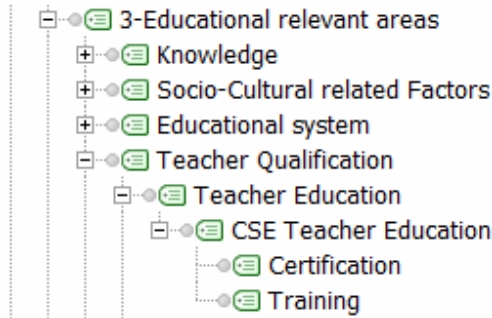 3-Educational relevant areas
Knowledge
Socio-Cultural related Factors
Educational system
Teacher Qualification
Teacher Education
CSE Teacher Education
Certification
Training